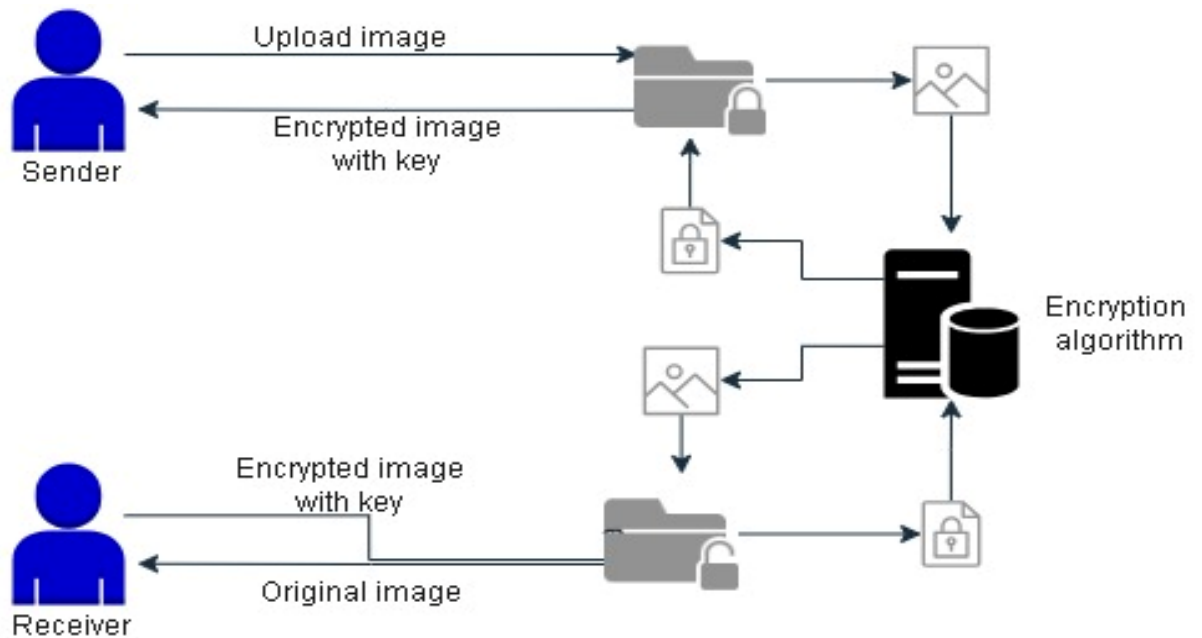 Upload image
Encrypted image
with key
Sender
Encryption
algorithm
Encrypted image
with key
Original image
Receiver